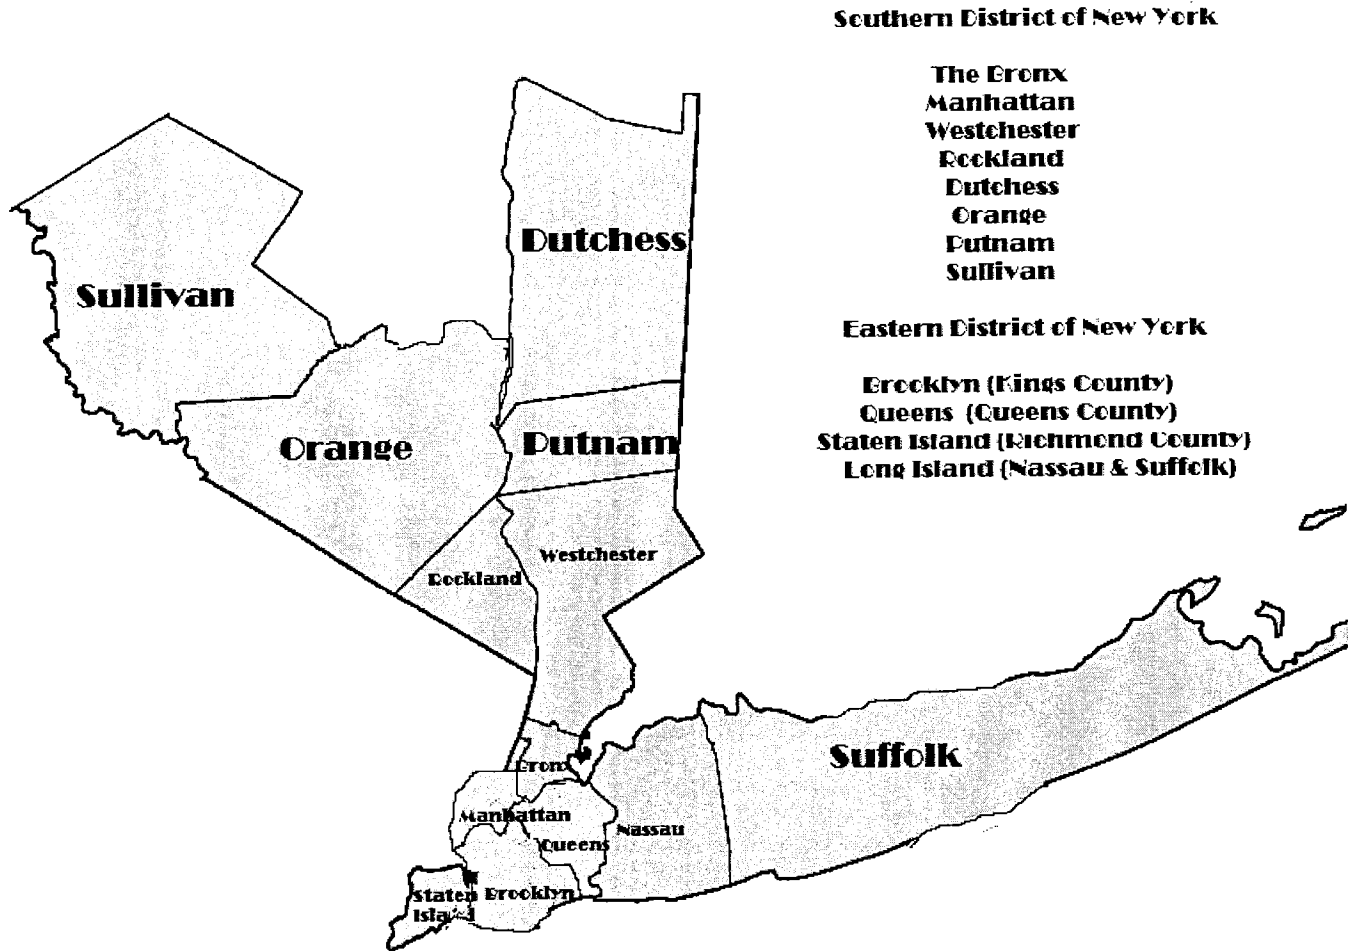 Southern District of New York
The Bronx
Manhattan
Westchester
Rockland
Dutchess
Orange
Putnam
Sullivan
Eastern District of New York
Brooklyn (Kings County)
Queens (Queens County)
Staten Island (Richmond County)
Long Island (Nassau & Suffolk)
Dutchess
Sullivan
Orange
Putnam
Westchester
Rockland
Suffolk
Bronx
Manhattan
Nassau
Queens
Staten
Island
Brooklyn